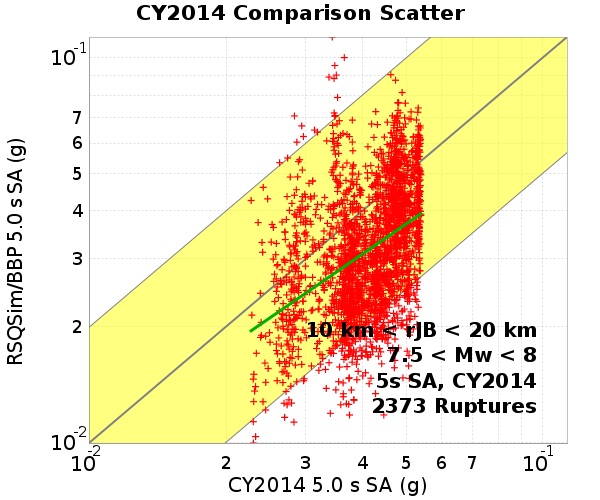 CY2014 Comparison Scatter
10⁻¹
7
6
5
4
3
2
10⁻²
RSQSim/BBP 5.0 s SA (g)
10 km < rJB < 20 km
7.5 < Mw < 8
5s SA, CY2014
2373 Ruptures
10⁻² 2 3 4 5 6 7 10⁻¹
CY2014 5.0 s SA (g)